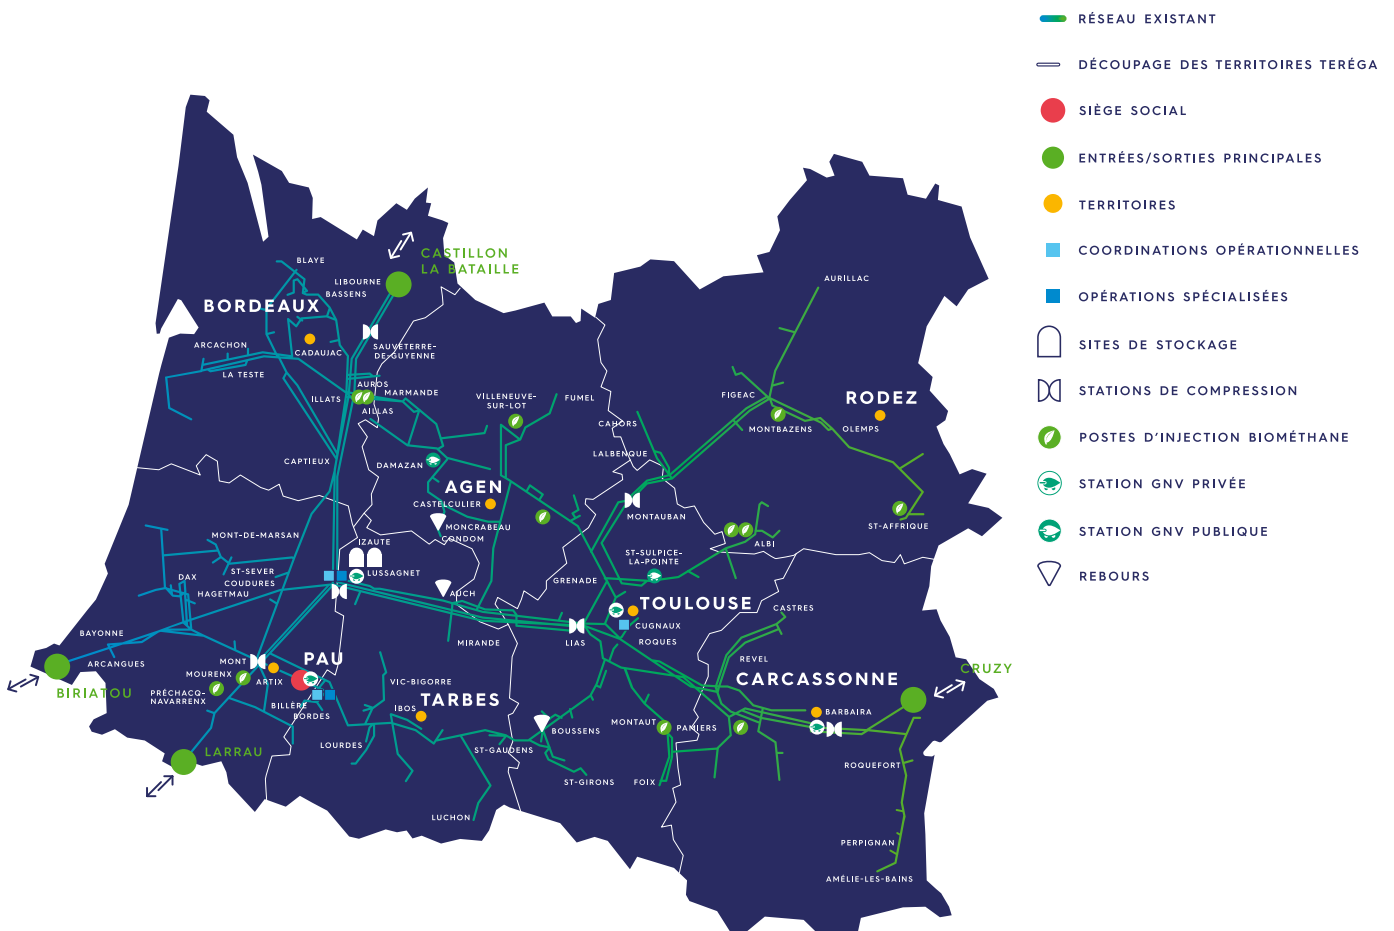 RÉSEAU EXISTANT
DÉCOUPAGE DES TERRITOIRES TERÉGA
SIÈGE SOCIAL
ENTRÉES/SORTIES PRINCIPALES
TERRITOIRES
COORDINATIONS OPÉRATIONNELLES
OPÉRATIONS SPÉCIALISÉES
SITES DE STOCKAGE
STATIONS DE COMPRESSION
POSTES D'INJECTION BIOMÉTHANE
STATION GNV PRIVÉE
STATION GNV PUBLIQUE
REBOURS
CASTILLON
LA BATAILLE
BLAYE
LIBOURNE
BASSENS
BORDEAUX
CADAUJAC
SAUVETERRE-
DE-GUYENNE
ARCACHON
LA TESTE
AUROS
MARMANDE
ILLATS
AILLAS
VILLENEUVE-
SUR-LOT
FUMEL
CAPTIEUX
DAMAZAN
AGEN
CASTELCULIER
MONCRABEAU
CONDOM
CAHORS
LALBENQUE
AURILLAC
FIGEAC
MONTBAZENS
RODEZ
OLEMPS
ST-AFFRIQUE
MONTAUBAN
ALBI
ST-SULPICE-
LA-POINTE
GRENADE
TOULOUSE
CUGNAUX
ROQUES
LIAS
MONT-DE-MARSAN
IZAUTE
LUSSAGNET
ST-SEVER
COUDURES
HAGETMAU
DAX
AUCH
MIRANDE
BAYONNE
ARCANGUES
BIRIATOU
MONT
MOURENX
ARTIX
PAU
PRÉCHACQ-
NAVARRENX
BILLÈRE
BORDES
LARRAU
VIC-BIGORRE
IBOS
TARBES
LOURDES
ST-GAUDENS
BOUSSENS
ST-GIRONS
LUCHON
MONTAUT
PAMIERS
FOIX
CASTRES
REVEL
CARCASSONNE
BARBAIRA
CRUZY
ROQUEFORT
PERPIGNAN
AMÉLIE-LES-BAINS